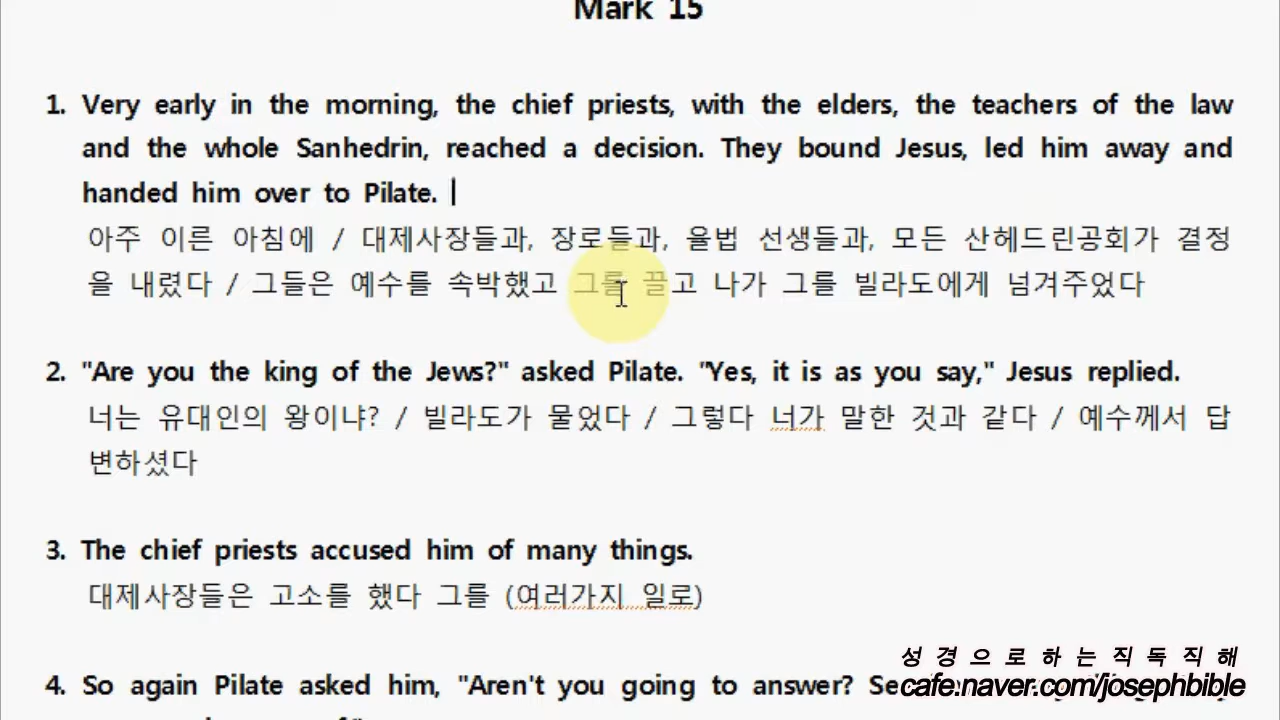 Mark 15
1. Very early in the morning, the chief priests, with the elders, the teachers of the law
and the whole Sanhedrin, reached a decision. They bound Jesus, led him away and
handed him over to Pilate.
아주 이른 아침에 / 대제사장들과, 장로들과, 율법 선생들과, 모든 산헤드린공회가 결정
을 내렸다 / 그들은 예수를 속박했고 그를 끌고 나가 그를 빌라도에게 넘겨주었다
2. "Are you the king of the Jews?" asked Pilate. "Yes, it is as you say," Jesus replied.
너는 유대인의 왕이냐? / 빌라도가 물었다 / 그렇다 너가 말한 것과 같다 / 예수께서 답
변하셨다
3. The chief priests accused him of many things.
대제사장들은 고소를 했다 그를 (여러가지 일로)
4. So again Pilate asked him, "Aren't you going to answer?
성경으로하는직독직해
cafe.naver.com/josephbible